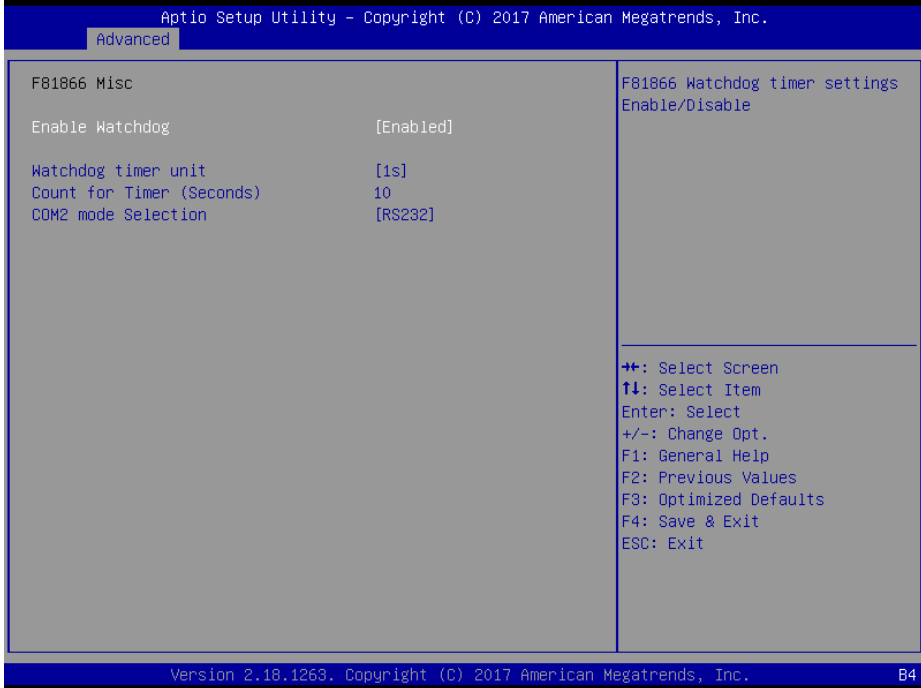 Aptio Setup Utility – Copyright (C) 2017 American Megatrends, Inc.
Advanced
F81866 Misc
Enable Watchdog [Enabled]
Watchdog timer unit [1s]
Count for Timer (Seconds) 10
COM2 mode Selection [RS232]
F81866 Watchdog timer settings
Enable/Disable
→←: Select Screen
↑↓: Select Item
Enter: Select
+/-: Change Opt.
F1: General Help
F2: Previous Values
F3: Optimized Defaults
F4: Save & Exit
ESC: Exit
Version 2.18.1263. Copyright (C) 2017 American Megatrends, Inc.
B4